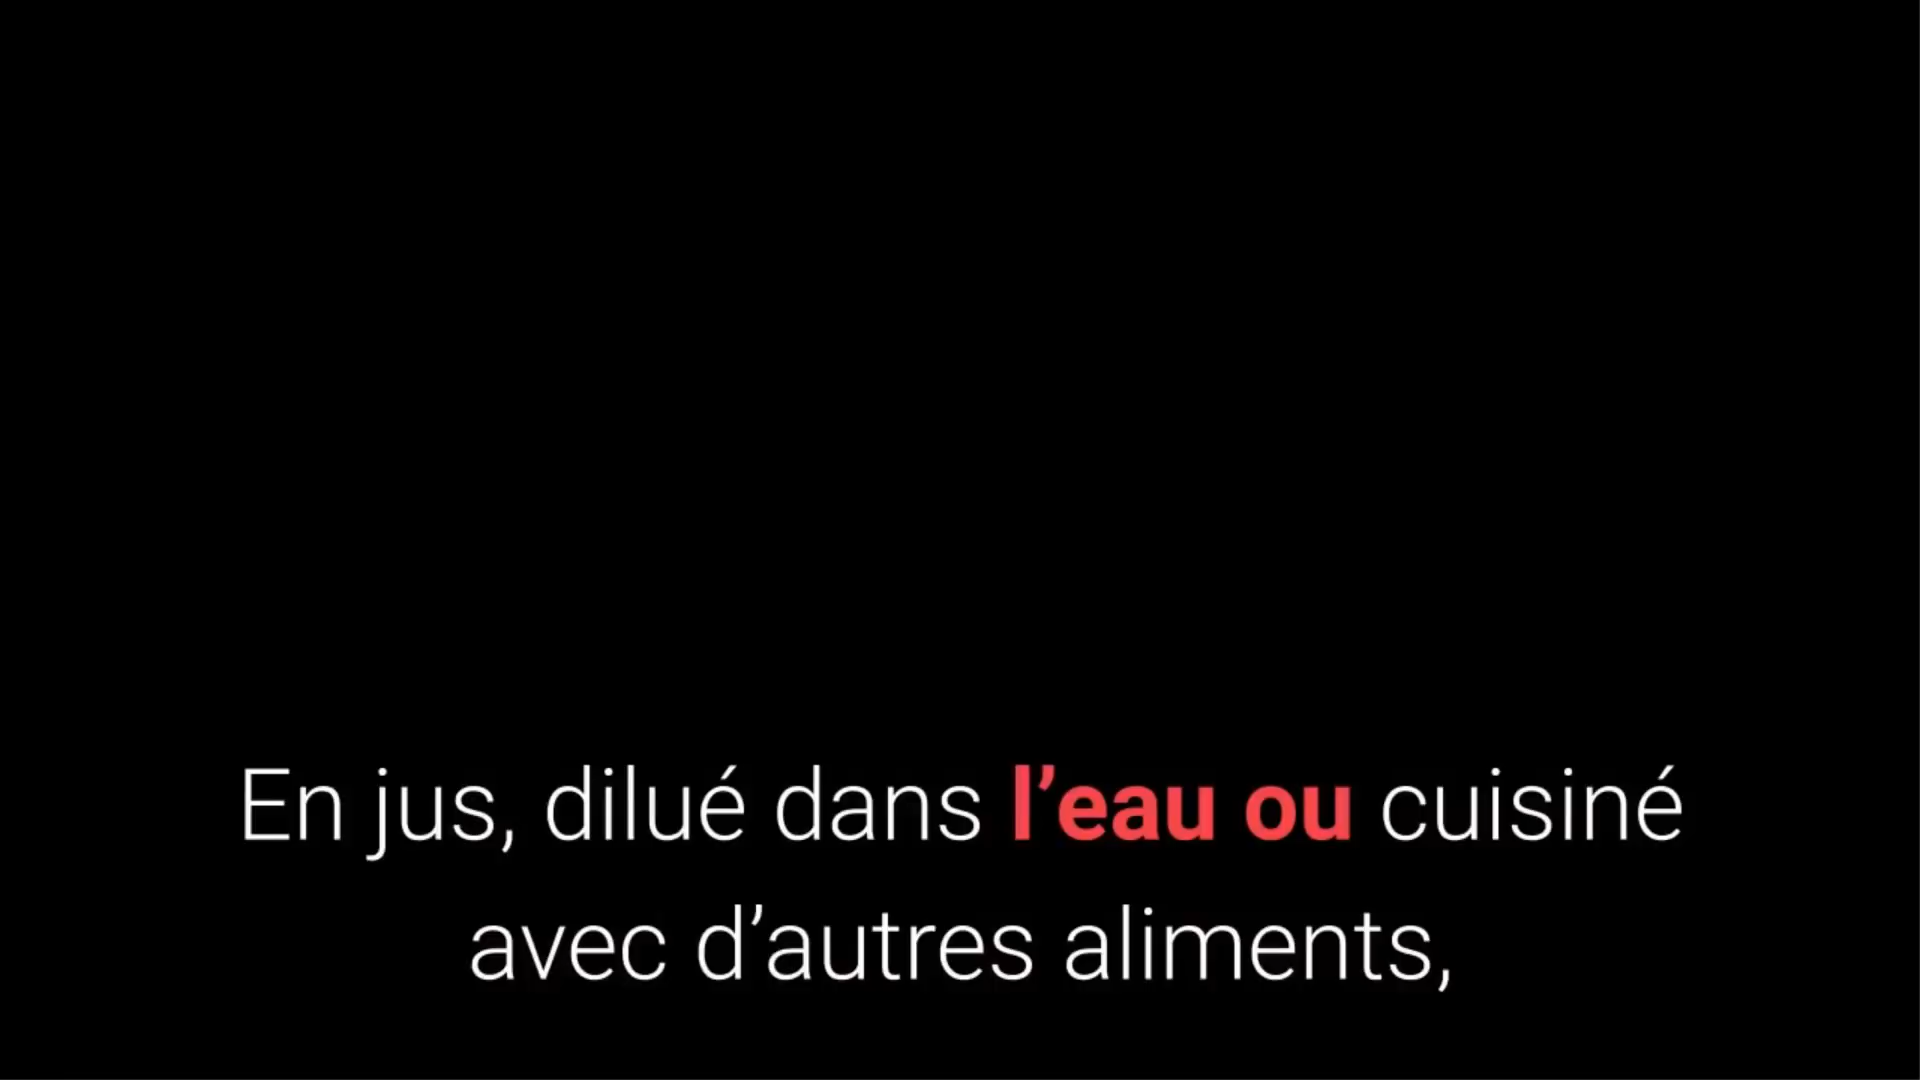 En jus, dilué dans l’eau ou cuisiné
avec d’autres aliments,